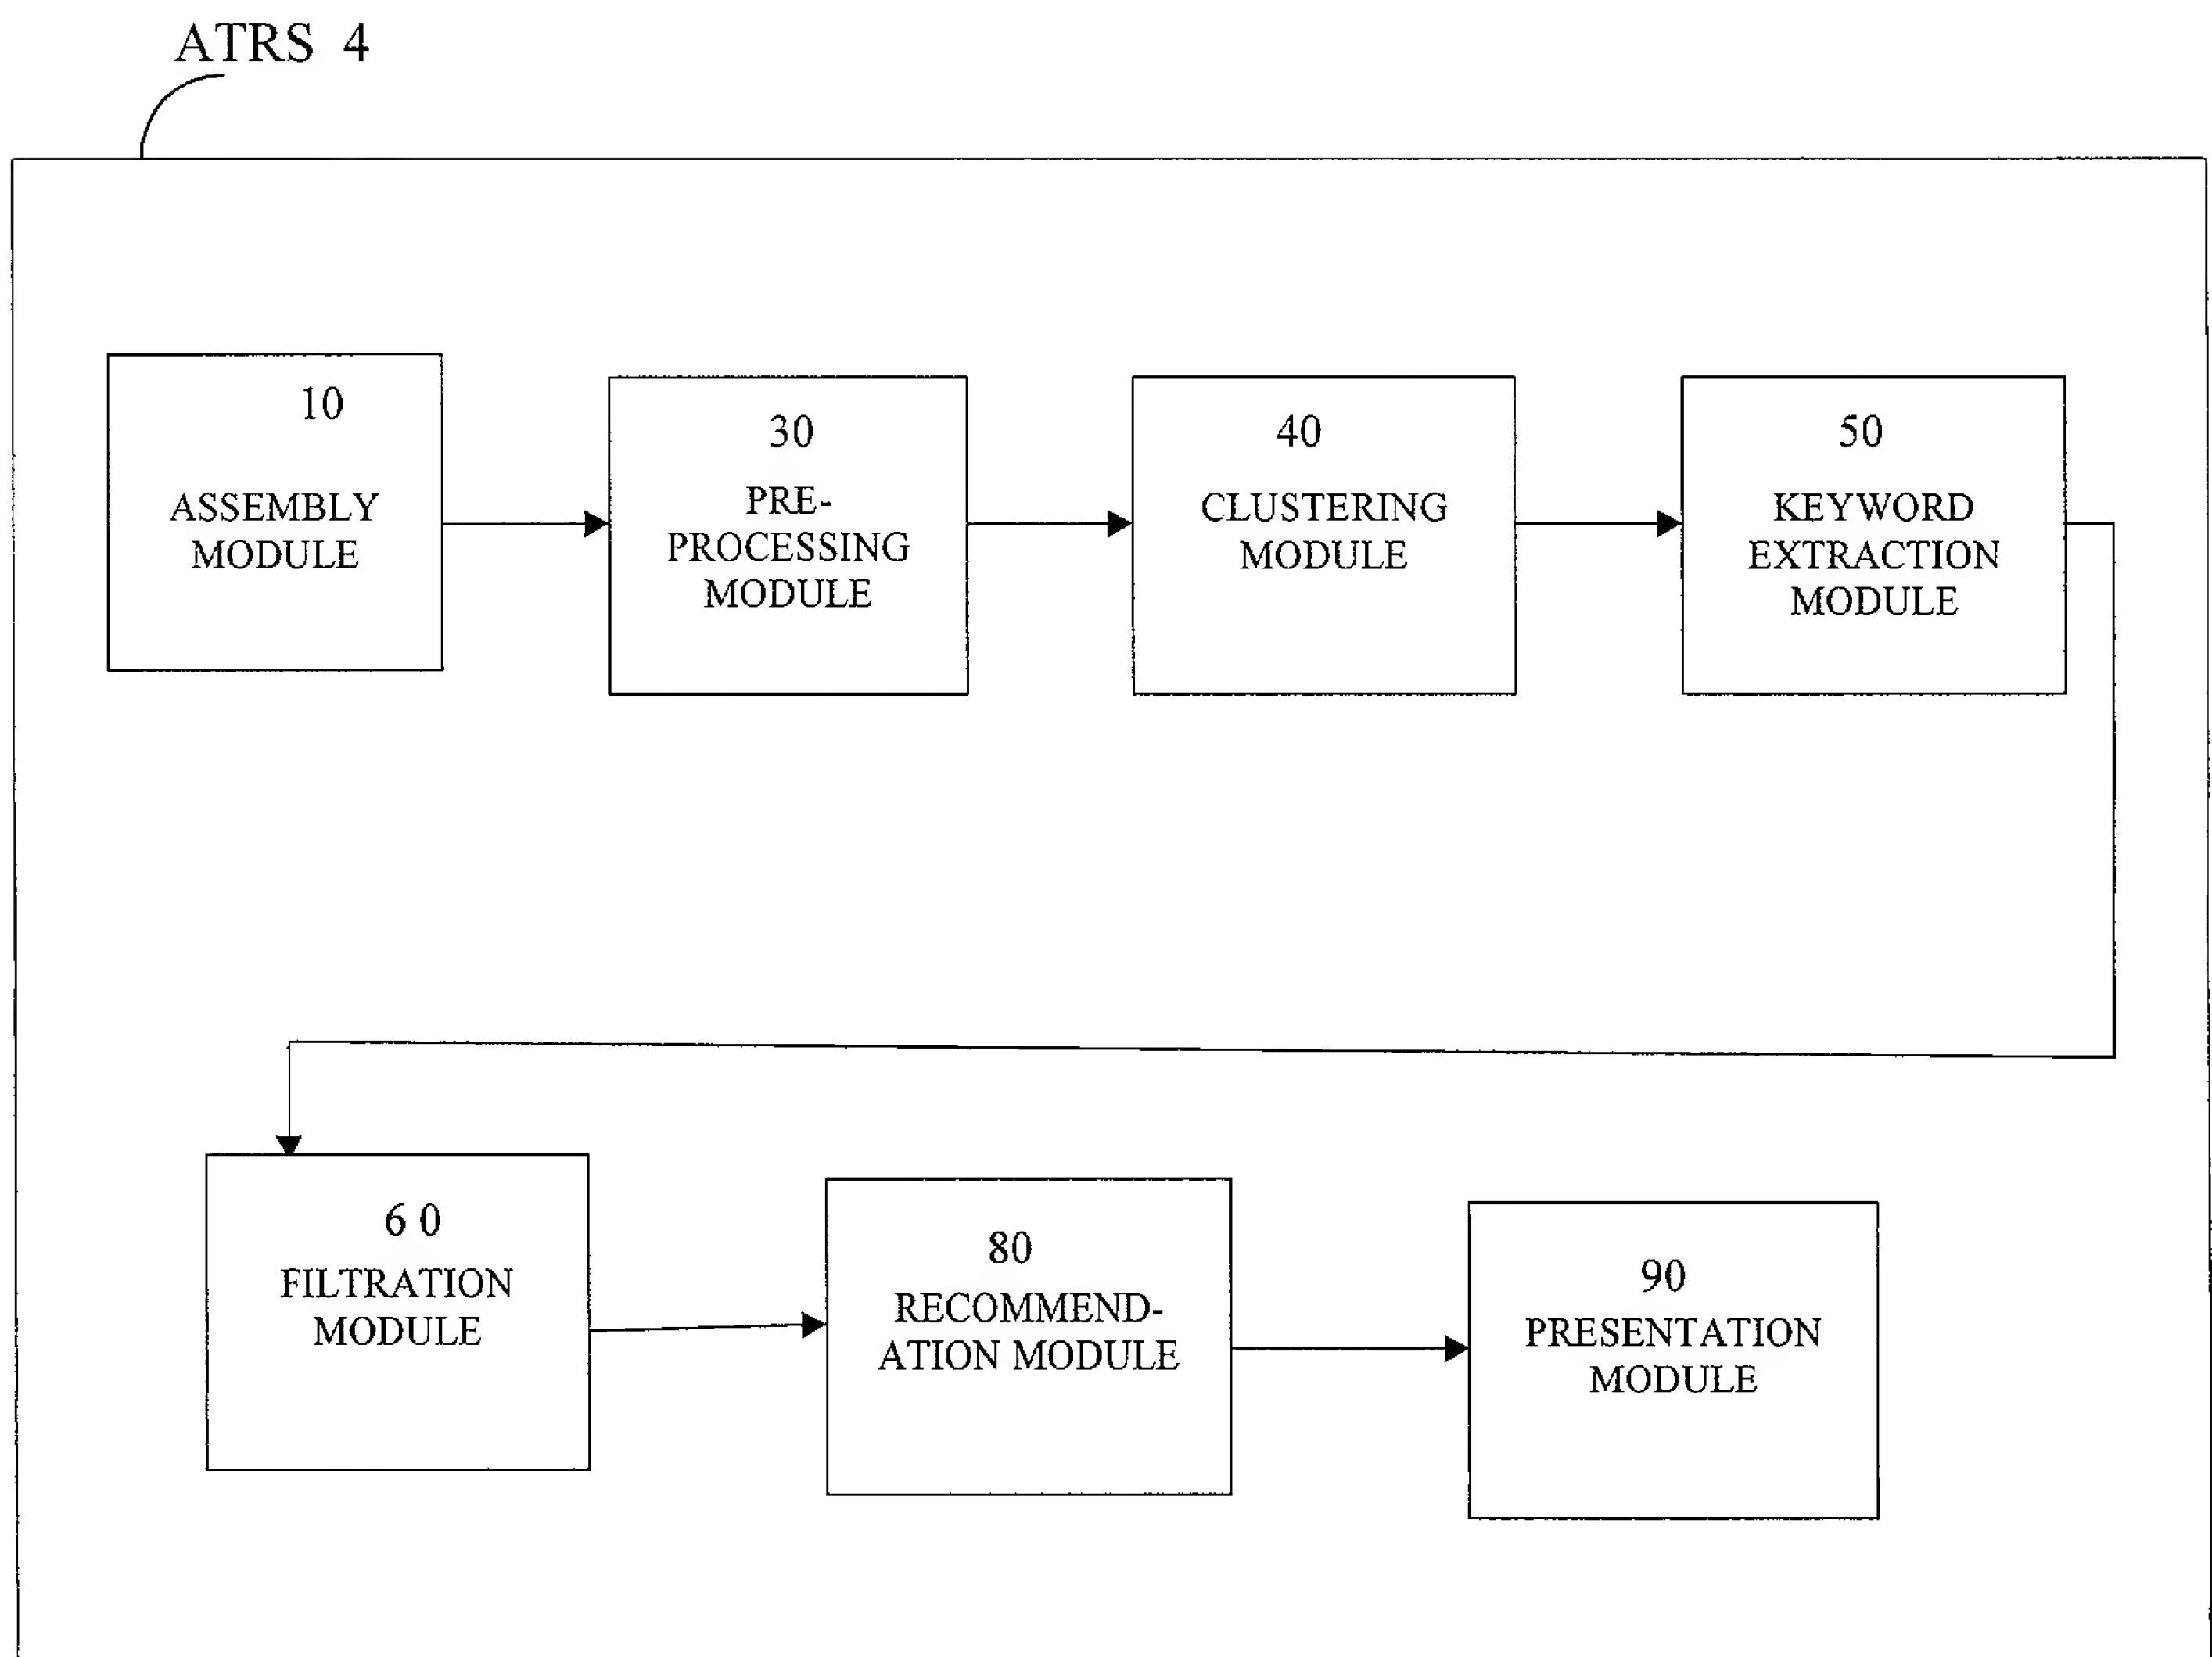 ATRS 4
10
ASSEMBLY
MODULE
30
PRE-
PROCESSING
MODULE
40
CLUSTERING
MODULE
50
KEYWORD
EXTRACTION
MODULE
6 0
FILTRATION
MODULE
80
RECOMMEND-
ATION MODULE
90
PRESENTATION
MODULE